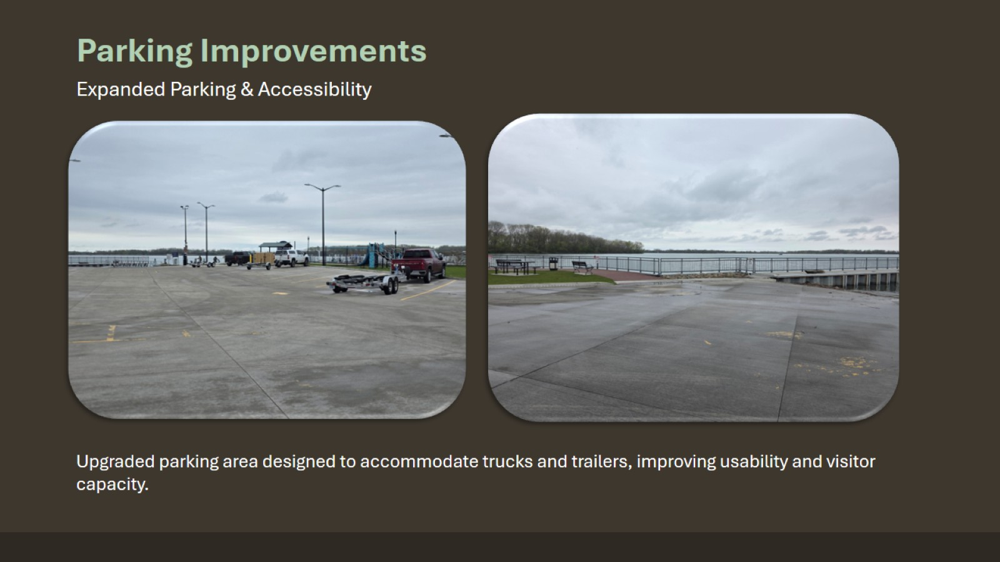 Parking Improvements
Expanded Parking & Accessibility
Upgraded parking area designed to accommodate trucks and trailers, improving usability and visitor
capacity.